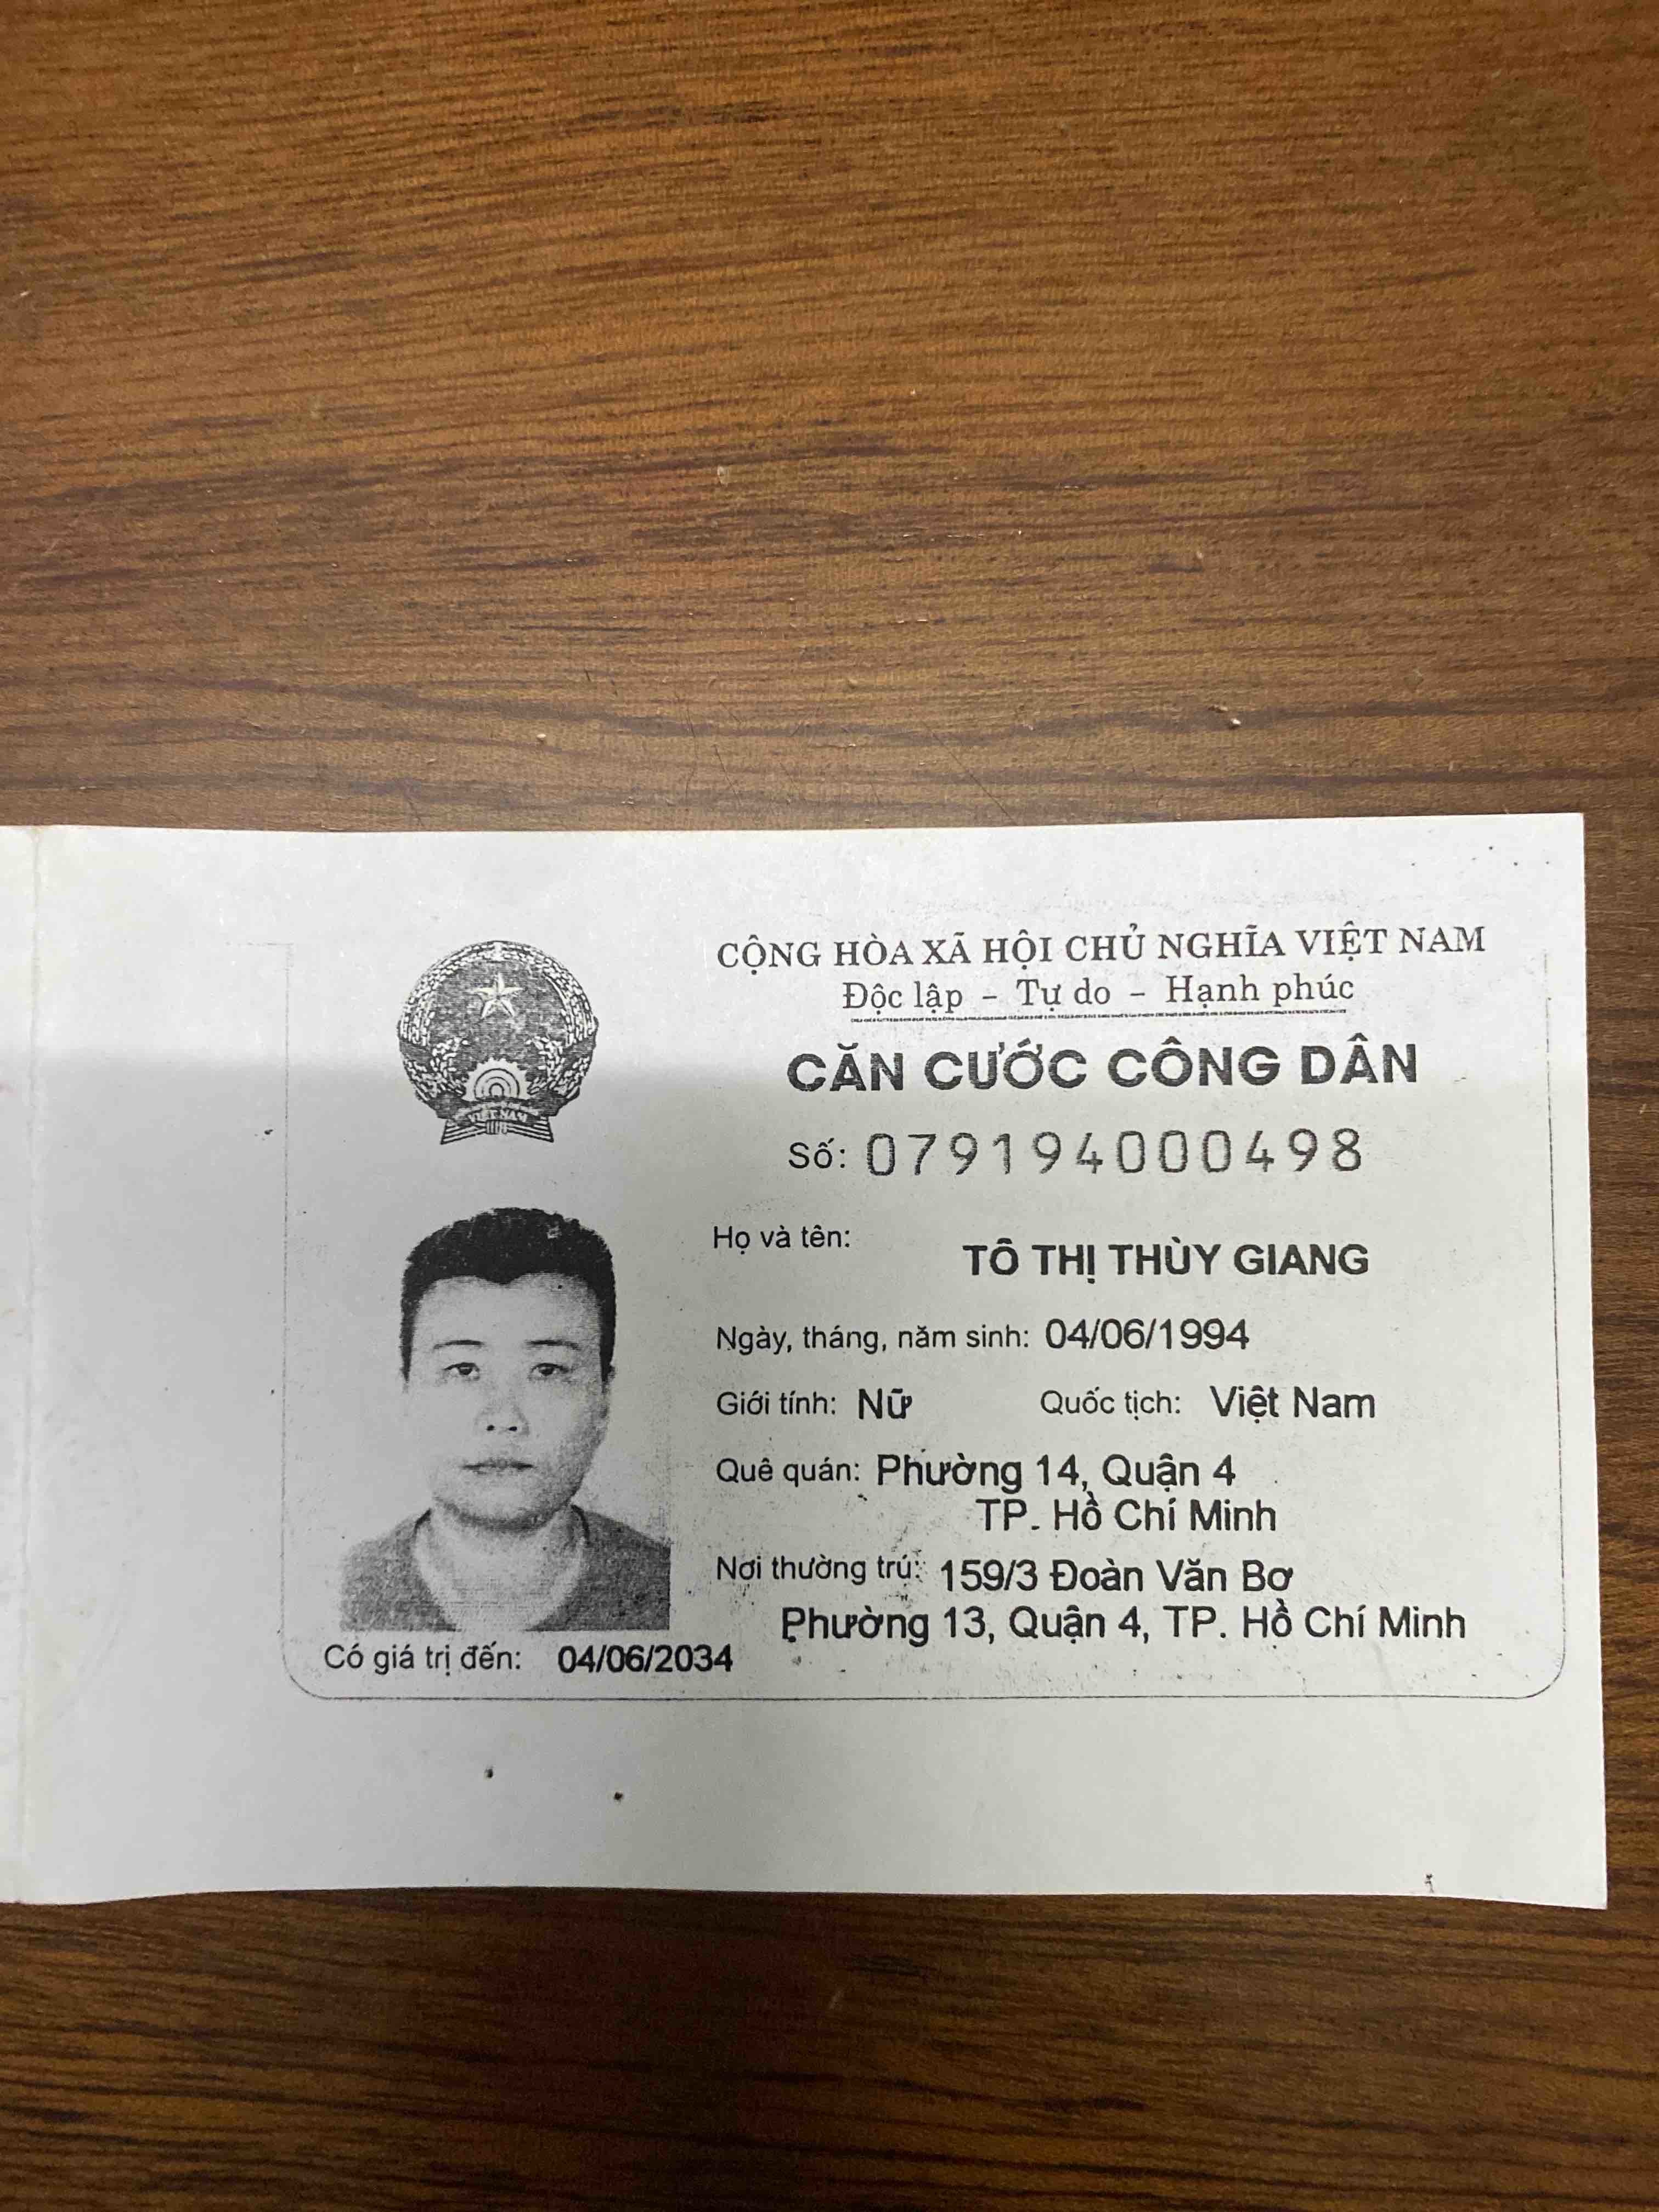 CỘNG HÒA XÃ HỘI CHỦ NGHĨA VIỆT NAM
Độc lập - Tự do - Hạnh phúc
CĂN CƯỚC CÔNG DÂN
Số: 079194000498
Họ và tên: TÔ THỊ THÙY GIANG
Ngày, tháng, năm sinh: 04/06/1994
Giới tính: Nữ Quốc tịch: Việt Nam
Quê quán: Phường 14, Quận 4
TP. Hồ Chí Minh
Nơi thường trú: 159/3 Đoàn Văn Bơ
Phường 13, Quận 4, TP. Hồ Chí Minh
Có giá trị đến: 04/06/2034
VIỆT NAM